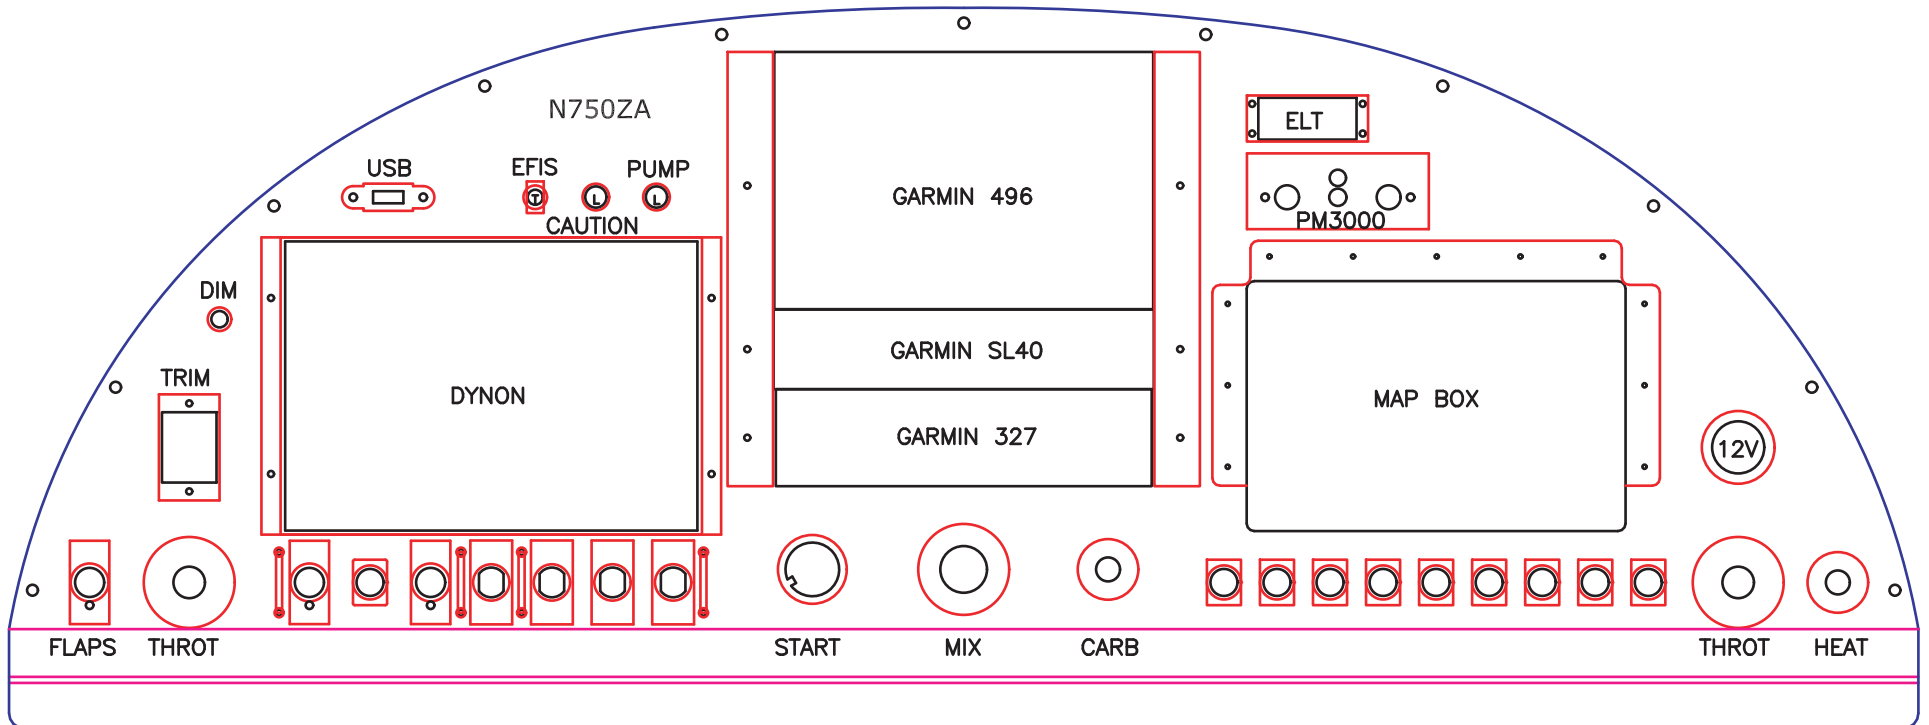 N750ZA
ELT
USB
EFIS
PUMP
T
L
L
CAUTION
GARMIN 496
PM3000
DIM
GARMIN SL40
TRIM
DYNON
MAP BOX
GARMIN 327
12V
FLAPS
THROT
START
MIX
CARB
THROT
HEAT